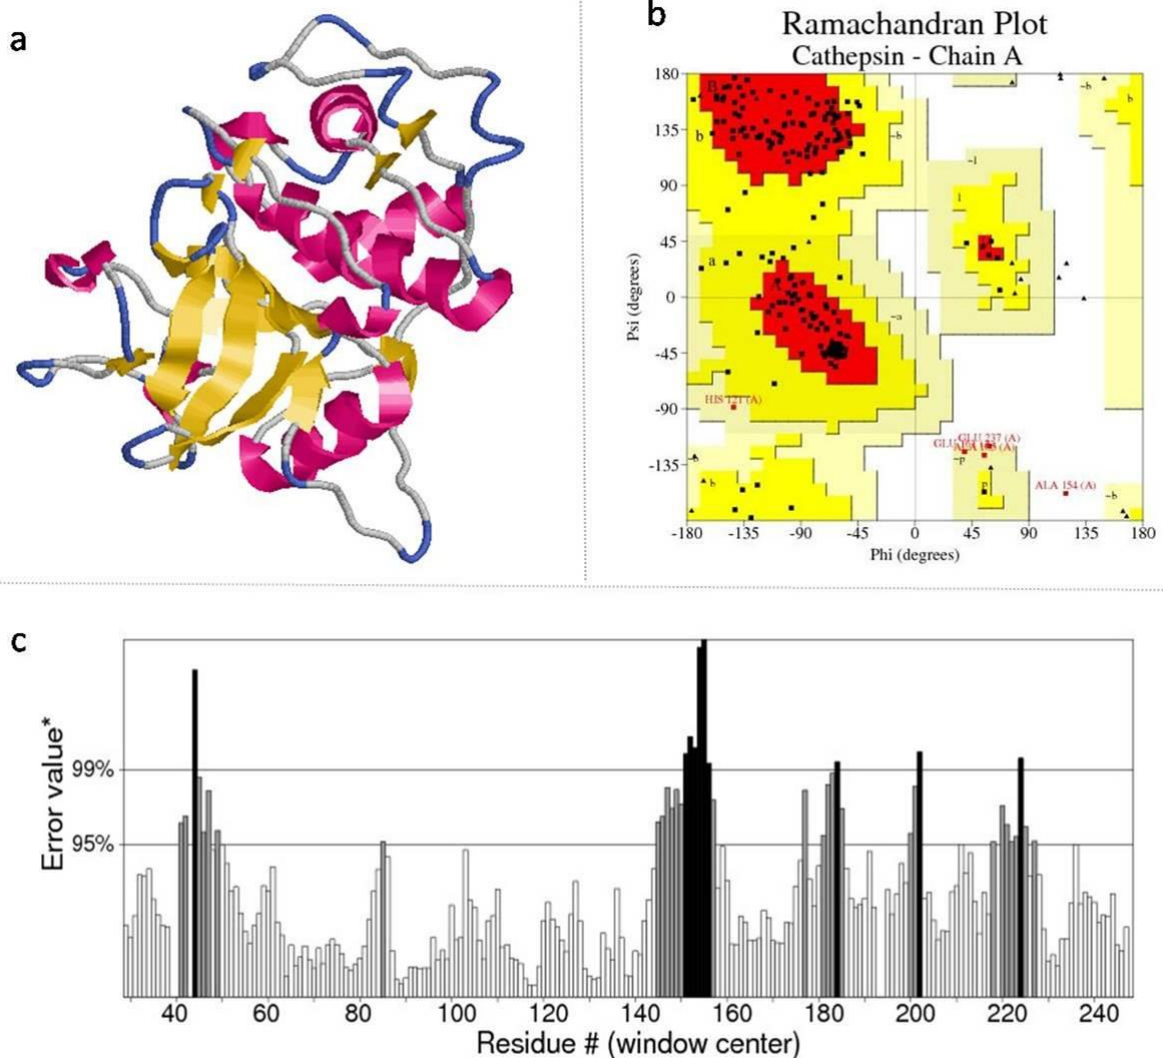 a
b
Ramachandran Plot
Cathepsin - Chain A
180
135
90
45
0
-45
-90
-135
Psi (degrees)
B
b
~b
~b
b
~l
l
a
A
~a
HIS 121 (A)
GLU 237 (A)
~p
p
ALA 154 (A)
b
~b
-180 -135 -90 -45 0 45 90 135 180
Phi (degrees)
c
Error value*
99%
95%
40 60 80 100 120 140 160 180 200 220 240
Residue # (window center)